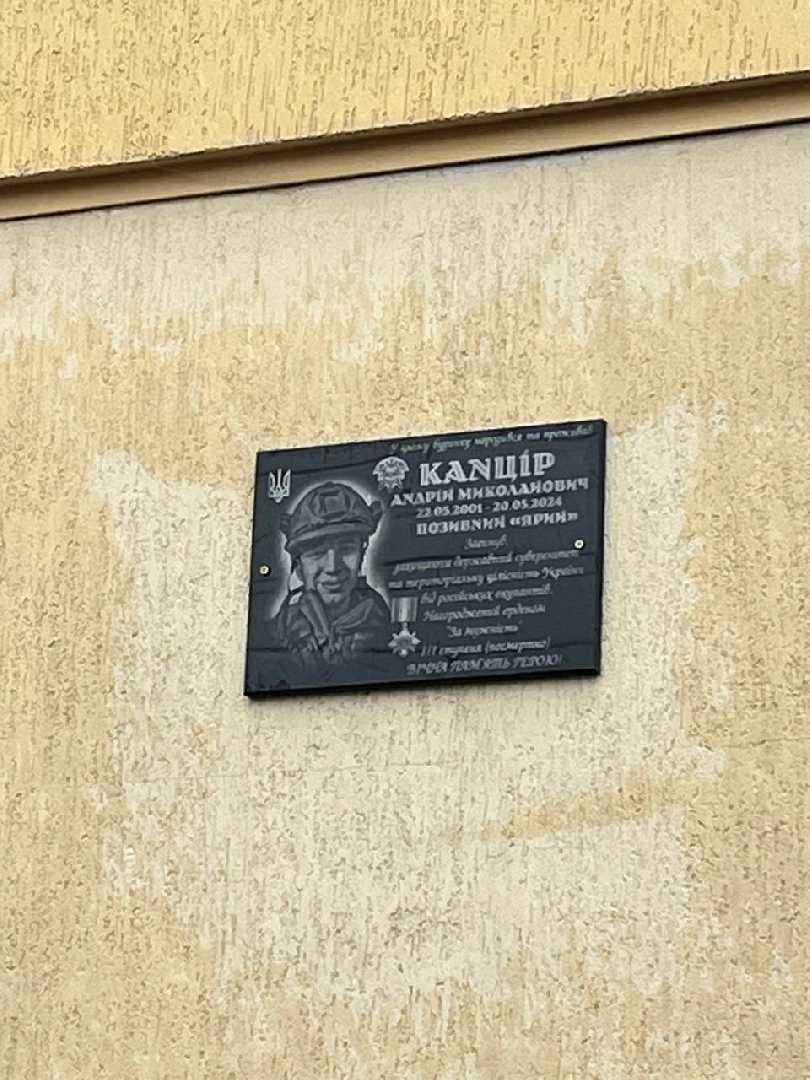 У цьому будинку народився та проживав
КАНЦІР
АНДРІЙ МИКОЛАЙОВИЧ
22.05.2001 - 20.05.2024
ПОЗИВНИЙ «ЯРИЙ»
Загинув,
захищаючи державний суверенітет
та територіальну цілісність України
від російських окупантів.
Нагороджений орденом
"За мужність"
III ступеня (посмертно)
ВІЧНА ПАМ'ЯТЬ ГЕРОЮ!